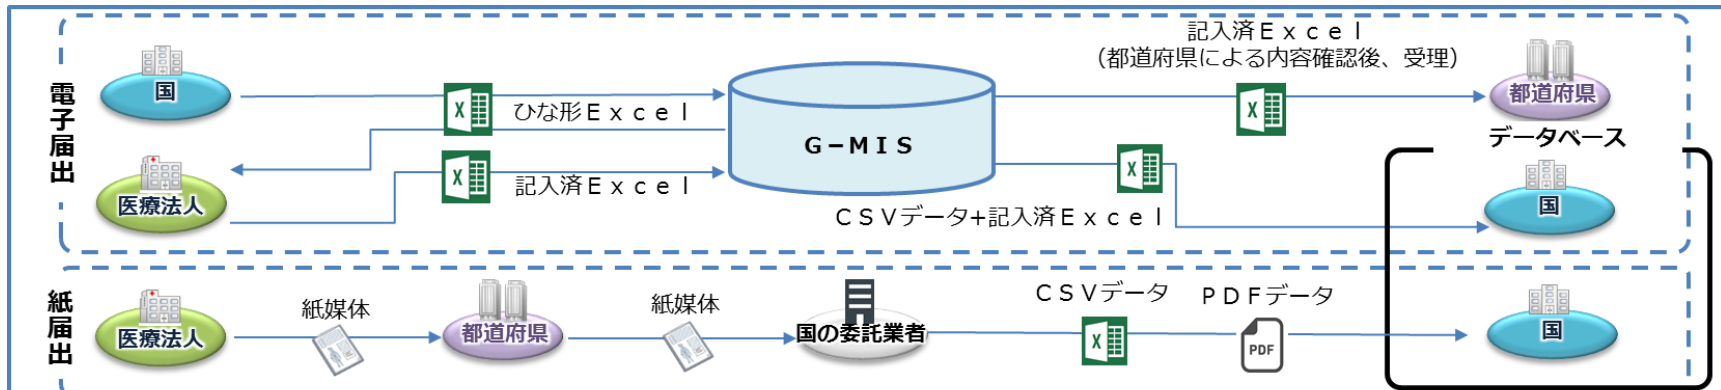 電子届出
国
医療法人
ひな形Ｅｘｃｅｌ
記入済Ｅｘｃｅｌ
Ｇ－ＭＩＳ
記入済Ｅｘｃｅｌ
（都道府県による内容確認後、受理）
都道府県
データベース
国
ＣＳＶデータ+記入済Ｅｘｃｅｌ
紙届出
医療法人
紙媒体
都道府県
紙媒体
国の委託業者
ＣＳＶデータ
ＰＤＦデータ
PDF
国